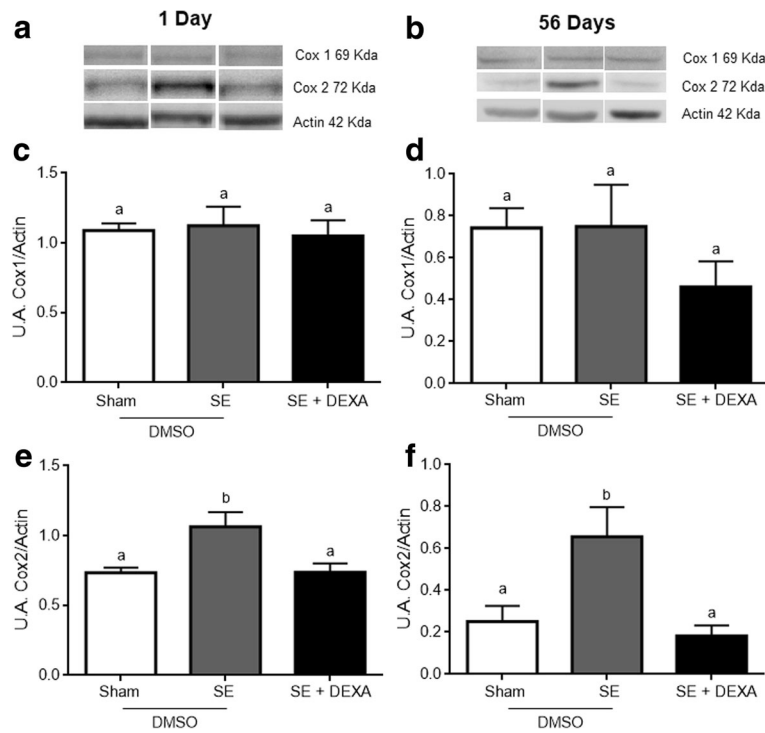 a
1 Day
Cox 1 69 Kda
Cox 2 72 Kda
Actin 42 Kda
b
56 Days
Cox 1 69 Kda
Cox 2 72 Kda
Actin 42 Kda
c
U.A. Cox1/Actin
1.5
1.0
0.5
0.0
a
a
a
Sham
SE
SE + DEXA
DMSO
d
U.A. Cox1/Actin
1.0
0.8
0.6
0.4
0.2
0.0
a
a
a
Sham
SE
SE + DEXA
DMSO
e
U.A. Cox2/Actin
1.5
1.0
0.5
0.0
a
b
a
Sham
SE
SE + DEXA
DMSO
f
U.A. Cox2/Actin
1.0
0.8
0.6
0.4
0.2
0.0
a
b
a
Sham
SE
SE + DEXA
DMSO